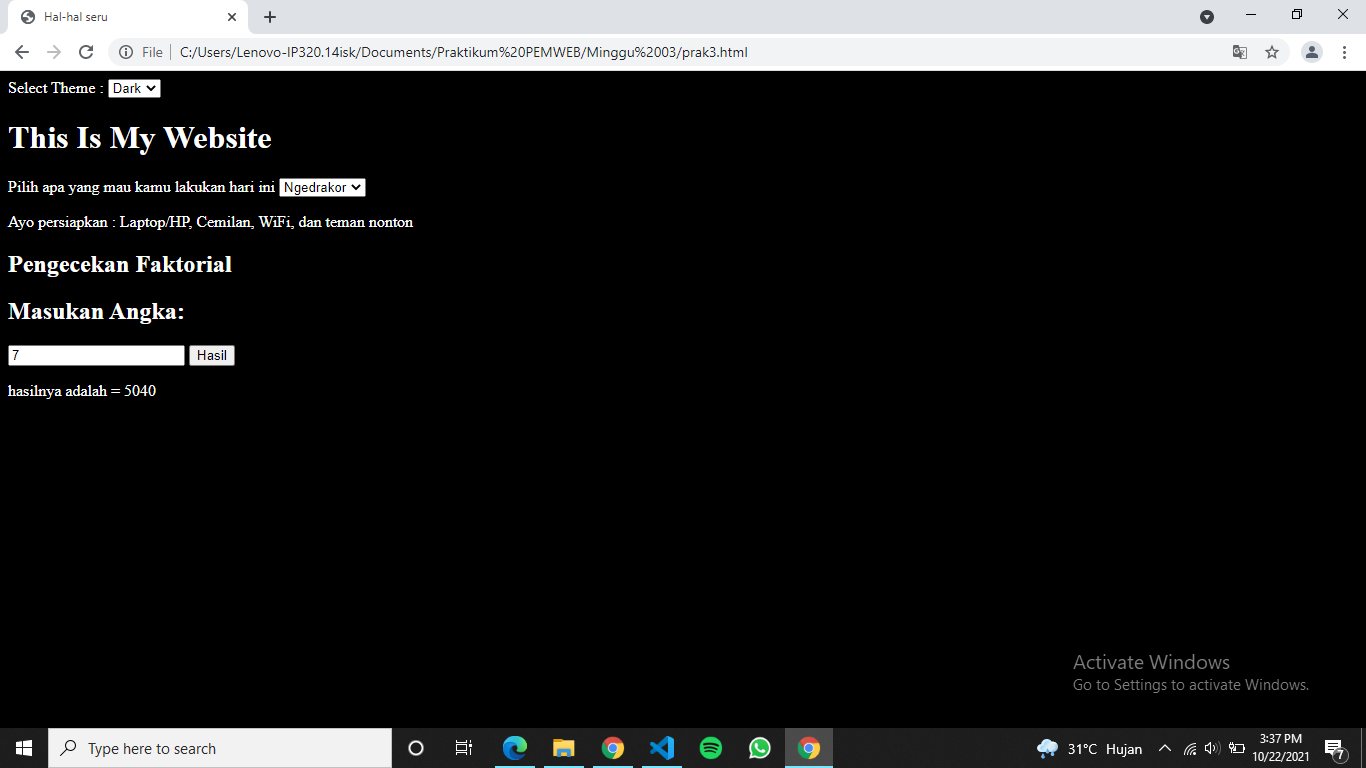 Hal-hal seru
File C:/Users/Lenovo-IP320.14isk/Documents/Praktikum%20PEMWEB/Minggu%2003/prak3.html
Select Theme : Dark
This Is My Website
Pilih apa yang mau kamu lakukan hari ini Ngedrakor
Ayo persiapkan : Laptop/HP, Cemilan, WiFi, dan teman nonton
Pengecekan Faktorial
Masukan Angka:
7 Hasil
hasilnya adalah = 5040
Activate Windows
Go to Settings to activate Windows.
Type here to search
31°C Hujan
3:37 PM
10/22/2021
7